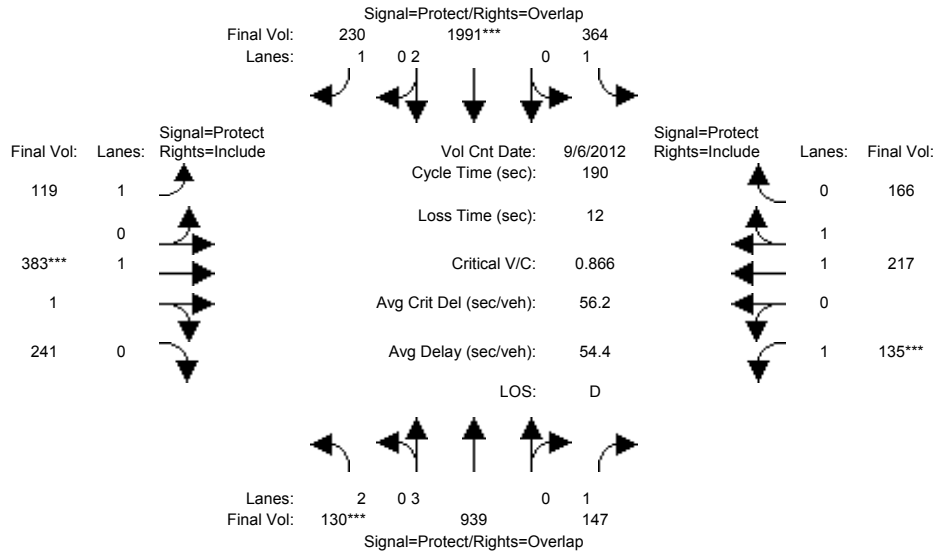 Signal=Protect/Rights=Overlap
Final Vol: 230 1991*** 364
Lanes: 1 0 2 0 1
Signal=Protect
Final Vol: Lanes: Rights=Include
Vol Cnt Date: 9/6/2012
Signal=Protect
Rights=Include Lanes: Final Vol:
Cycle Time (sec): 190
119 1
0 166
Loss Time (sec): 12
0
1
383*** 1
Critical V/C: 0.866
1 217
1
Avg Crit Del (sec/veh): 56.2
0
241 0
Avg Delay (sec/veh): 54.4
1 135***
LOS: D
Lanes: 2 0 3 0 1
Final Vol: 130*** 939 147
Signal=Protect/Rights=Overlap